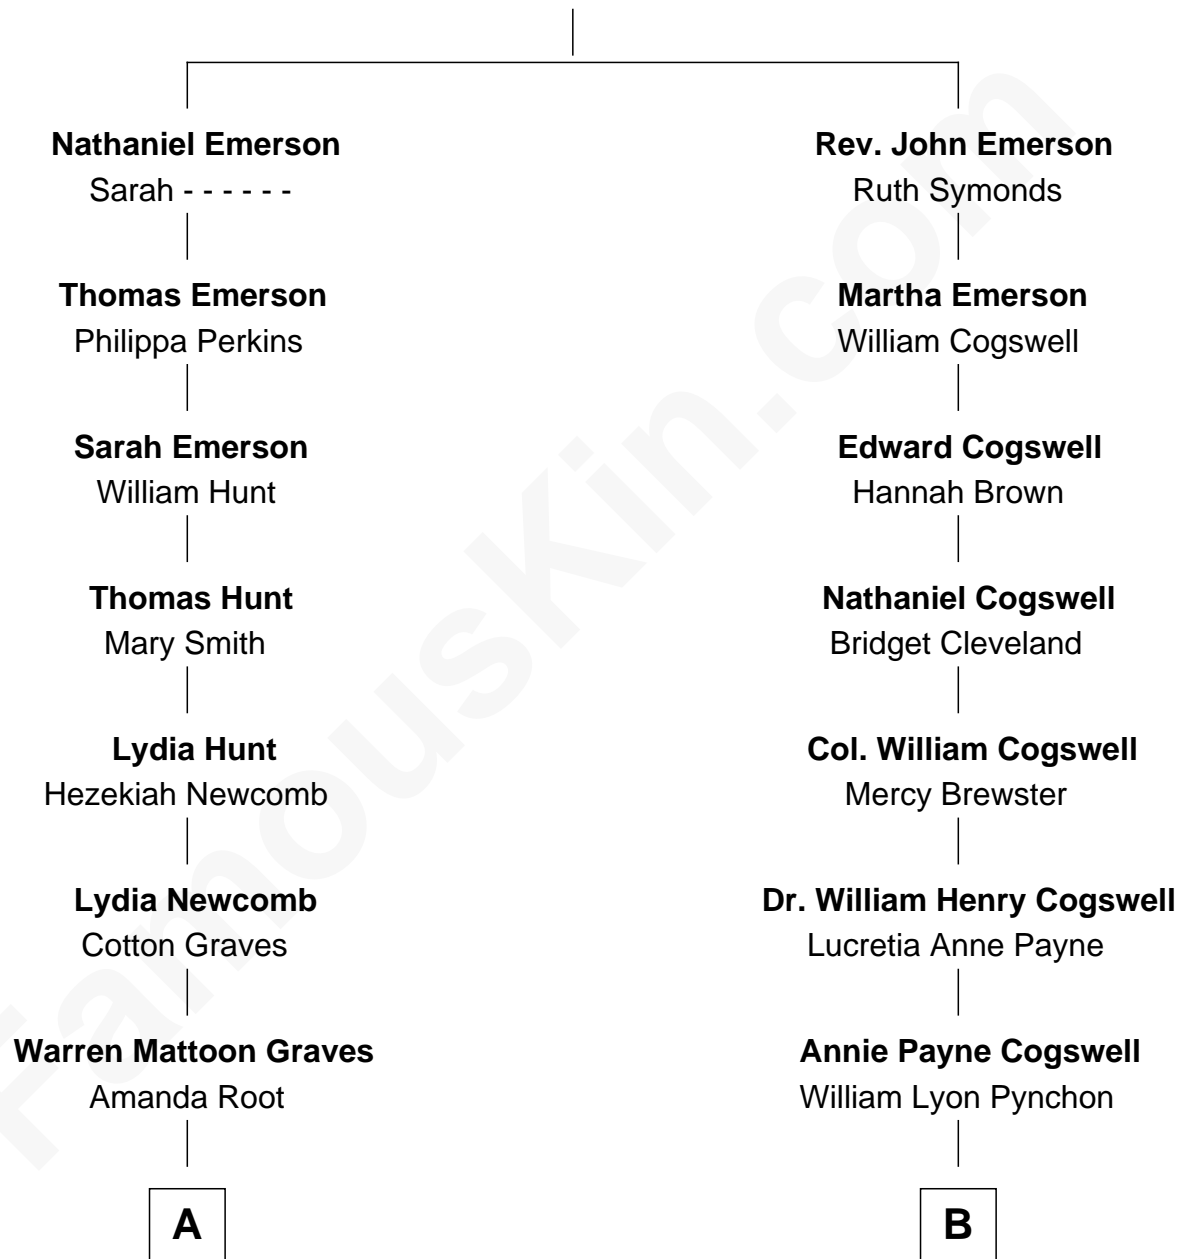 Nathaniel Emerson
Sarah - - - - - -
Thomas Emerson
Philippa Perkins
Sarah Emerson
William Hunt
Thomas Hunt
Mary Smith
Lydia Hunt
Hezekiah Newcomb
Lydia Newcomb
Cotton Graves
Warren Mattoon Graves
Amanda Root
A
Rev. John Emerson
Ruth Symonds
Martha Emerson
William Cogswell
Edward Cogswell
Hannah Brown
Nathaniel Cogswell
Bridget Cleveland
Col. William Cogswell
Mercy Brewster
Dr. William Henry Cogswell
Lucretia Anne Payne
Annie Payne Cogswell
William Lyon Pynchon
B
FamousKin.com